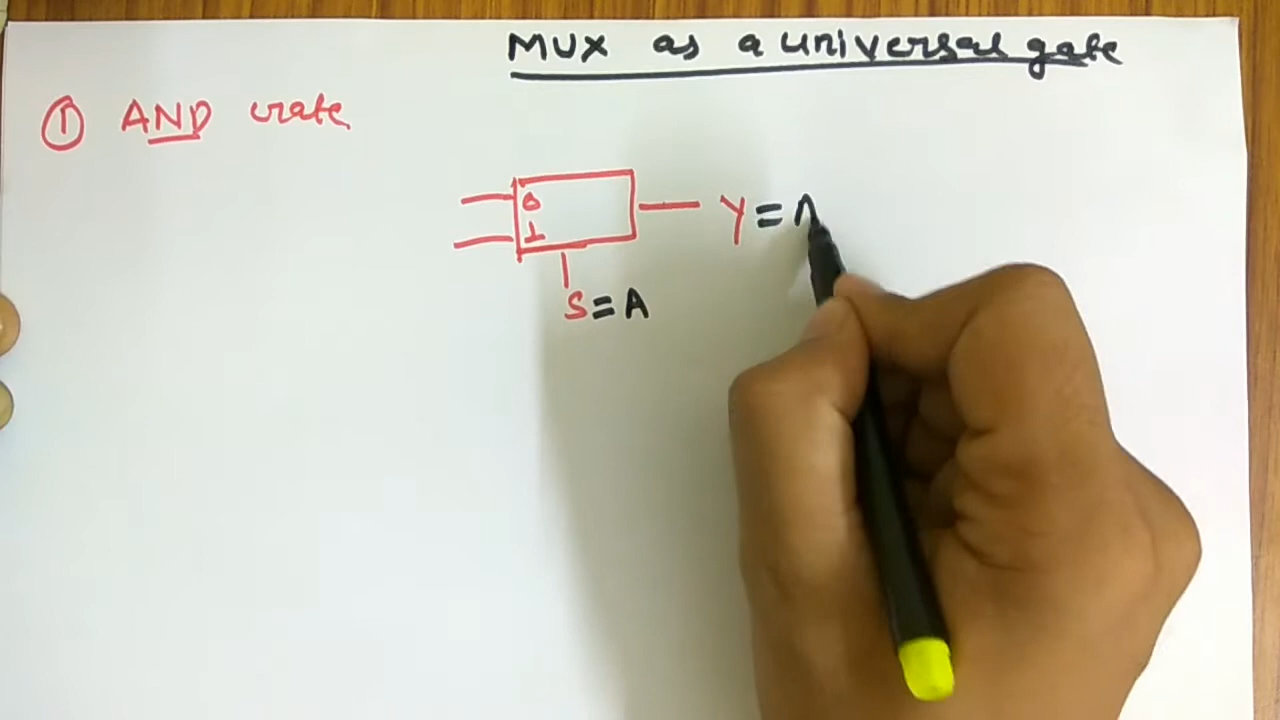 MUX as a universal gate
① AND gate
0
1
Y =
S = A